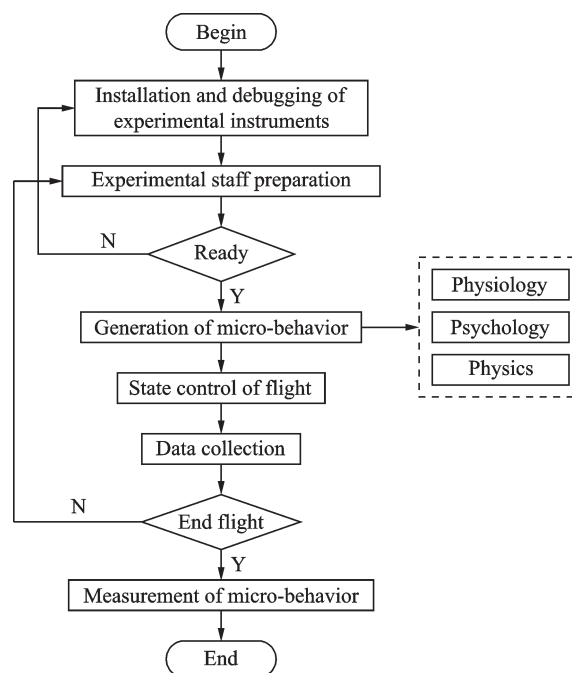 Begin
Installation and debugging of
experimental instruments
Experimental staff preparation
Ready
N
Y
Generation of micro-behavior
Physiology
Psychology
Physics
State control of flight
Data collection
End flight
N
Y
Measurement of micro-behavior
End